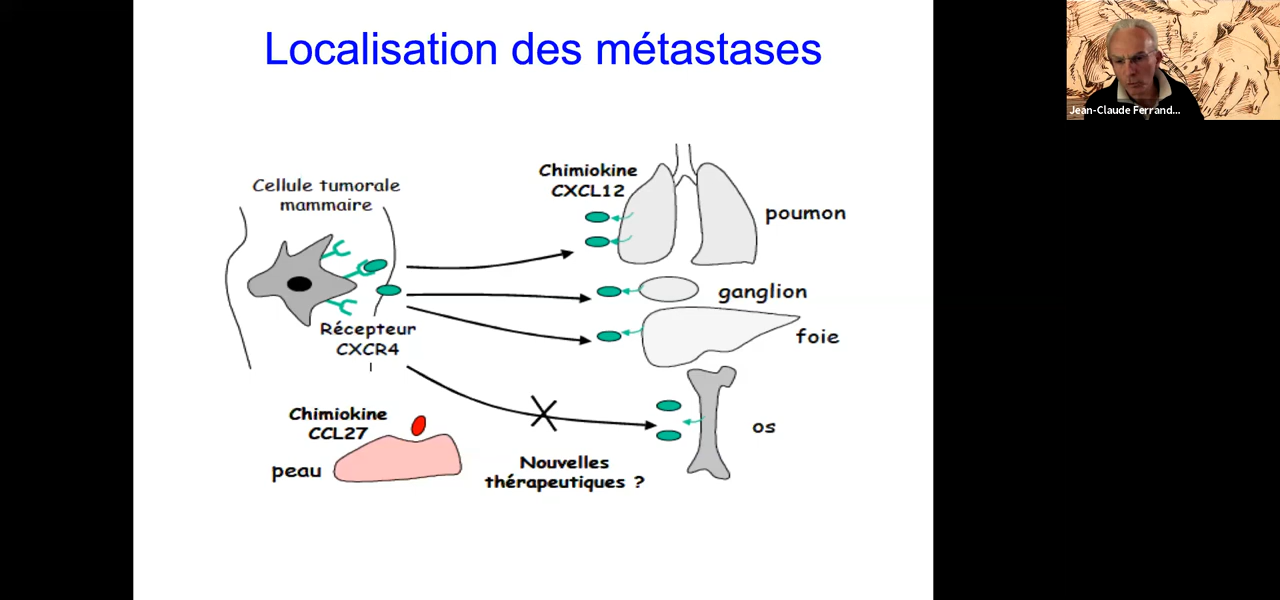 Localisation des métastases
Jean-Claude Ferrand...
Cellule tumorale
mammaire
Chimiokine
CXCL12
poumon
ganglion
foie
Récepteur
CXCR4
Chimiokine
CCL27
peau
os
Nouvelles
thérapeutiques ?